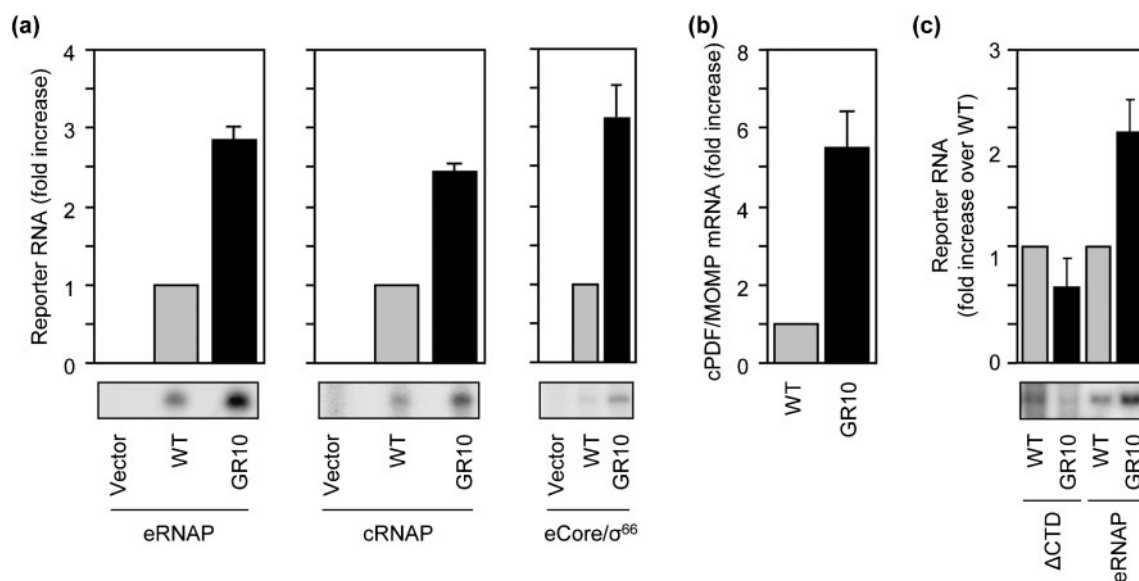 (a)
Reporter RNA (fold increase)
4
3
2
1
0
Vector
WT
GR10
eRNAP
Vector
WT
GR10
cRNAP
Vector
WT
GR10
eCore/σ⁶⁶
(b)
cPDF/MOMP mRNA (fold increase)
8
6
4
2
0
WT
GR10
(c)
Reporter RNA
(fold increase over WT)
3
2
1
0
WT
GR10
WT
GR10
ΔCTD
eRNAP